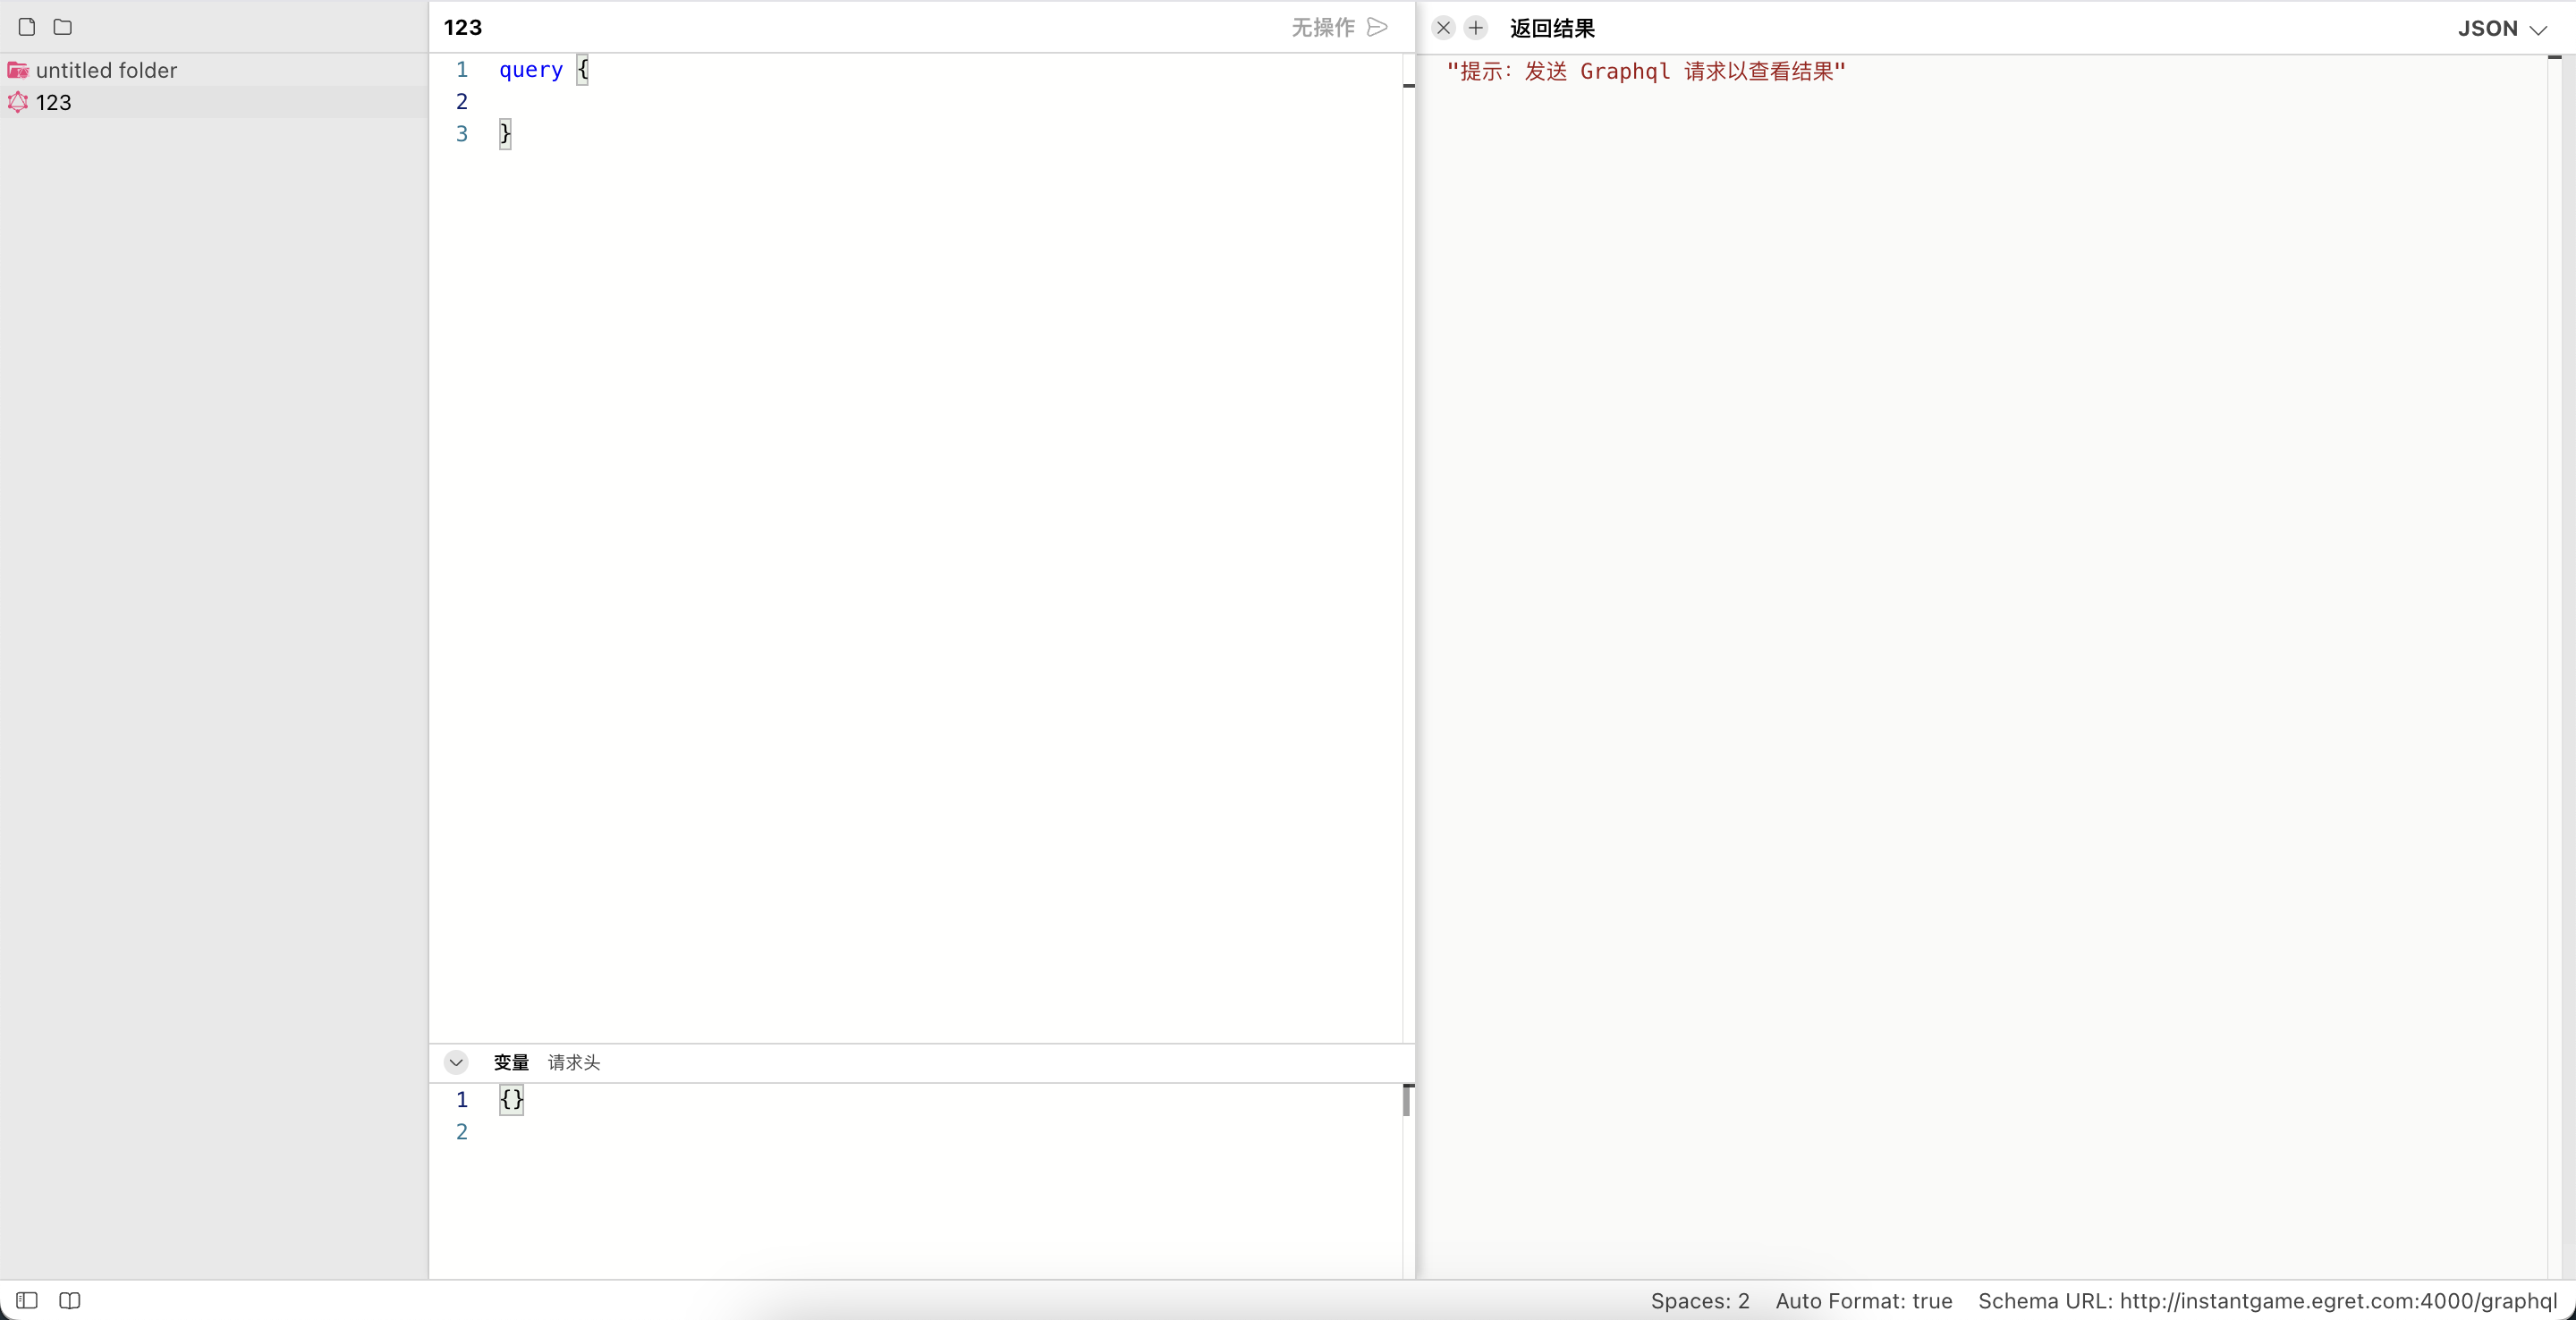 untitled folder
123
123
无操作
1 query {
2
3 }
变量 请求头
1 {}
2
返回结果
JSON
"提示：发送 Graphql 请求以查看结果"
Spaces: 2 Auto Format: true Schema URL: http://instantgame.egret.com:4000/graphql